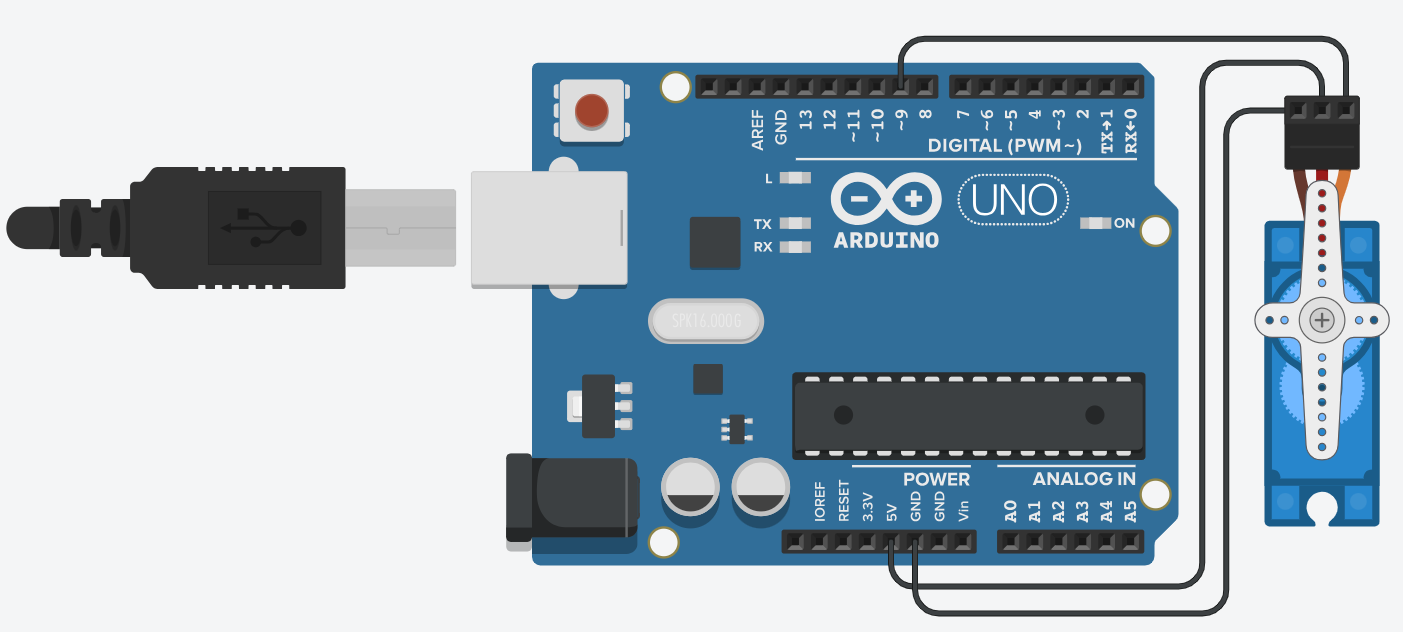 AREF GND 13 12 ~11 ~10 ~9 8 7 ~6 ~5 4 ~3 2 TX→1 RX←0
DIGITAL (PWM ~)
L
TX
RX
ARDUINO
UNO
ON
SPK16.000G
POWER
ANALOG IN
IOREF RESET 3.3V 5V GND GND Vin A0 A1 A2 A3 A4 A5